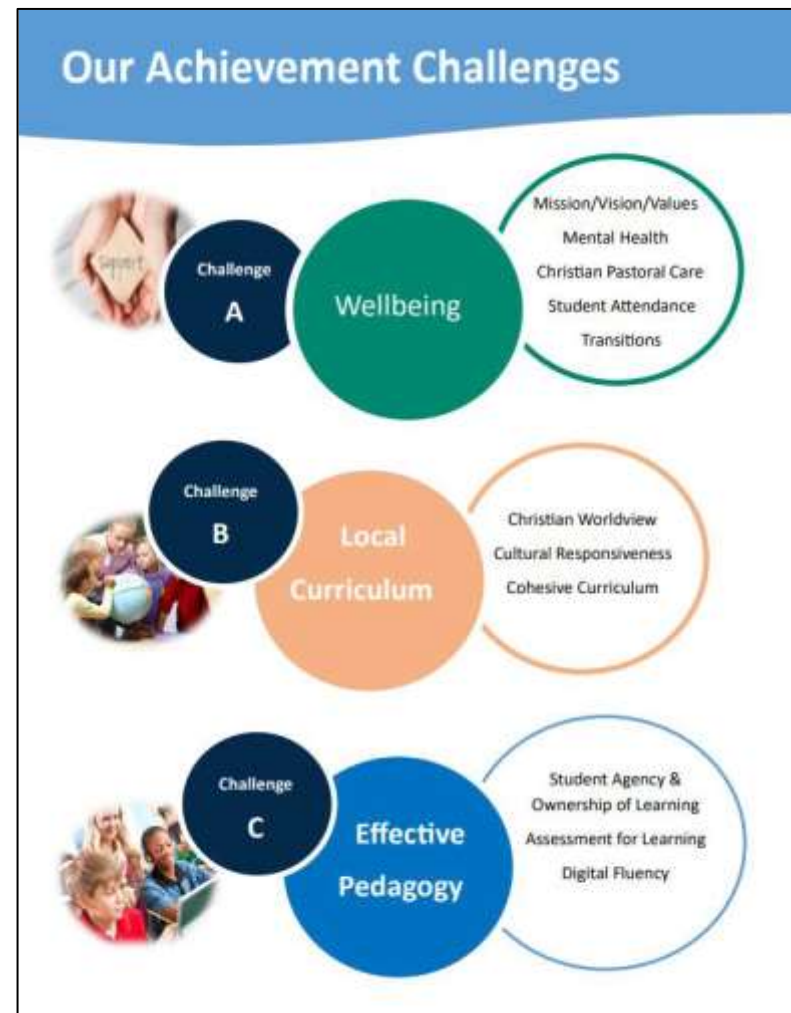 Our Achievement Challenges
support
Challenge
A
Wellbeing
Mission/Vision/Values
Mental Health
Christian Pastoral Care
Student Attendance
Transitions
Challenge
B
Local
Curriculum
Christian Worldview
Cultural Responsiveness
Cohesive Curriculum
Challenge
C
Effective
Pedagogy
Student Agency &
Ownership of Learning
Assessment for Learning
Digital Fluency